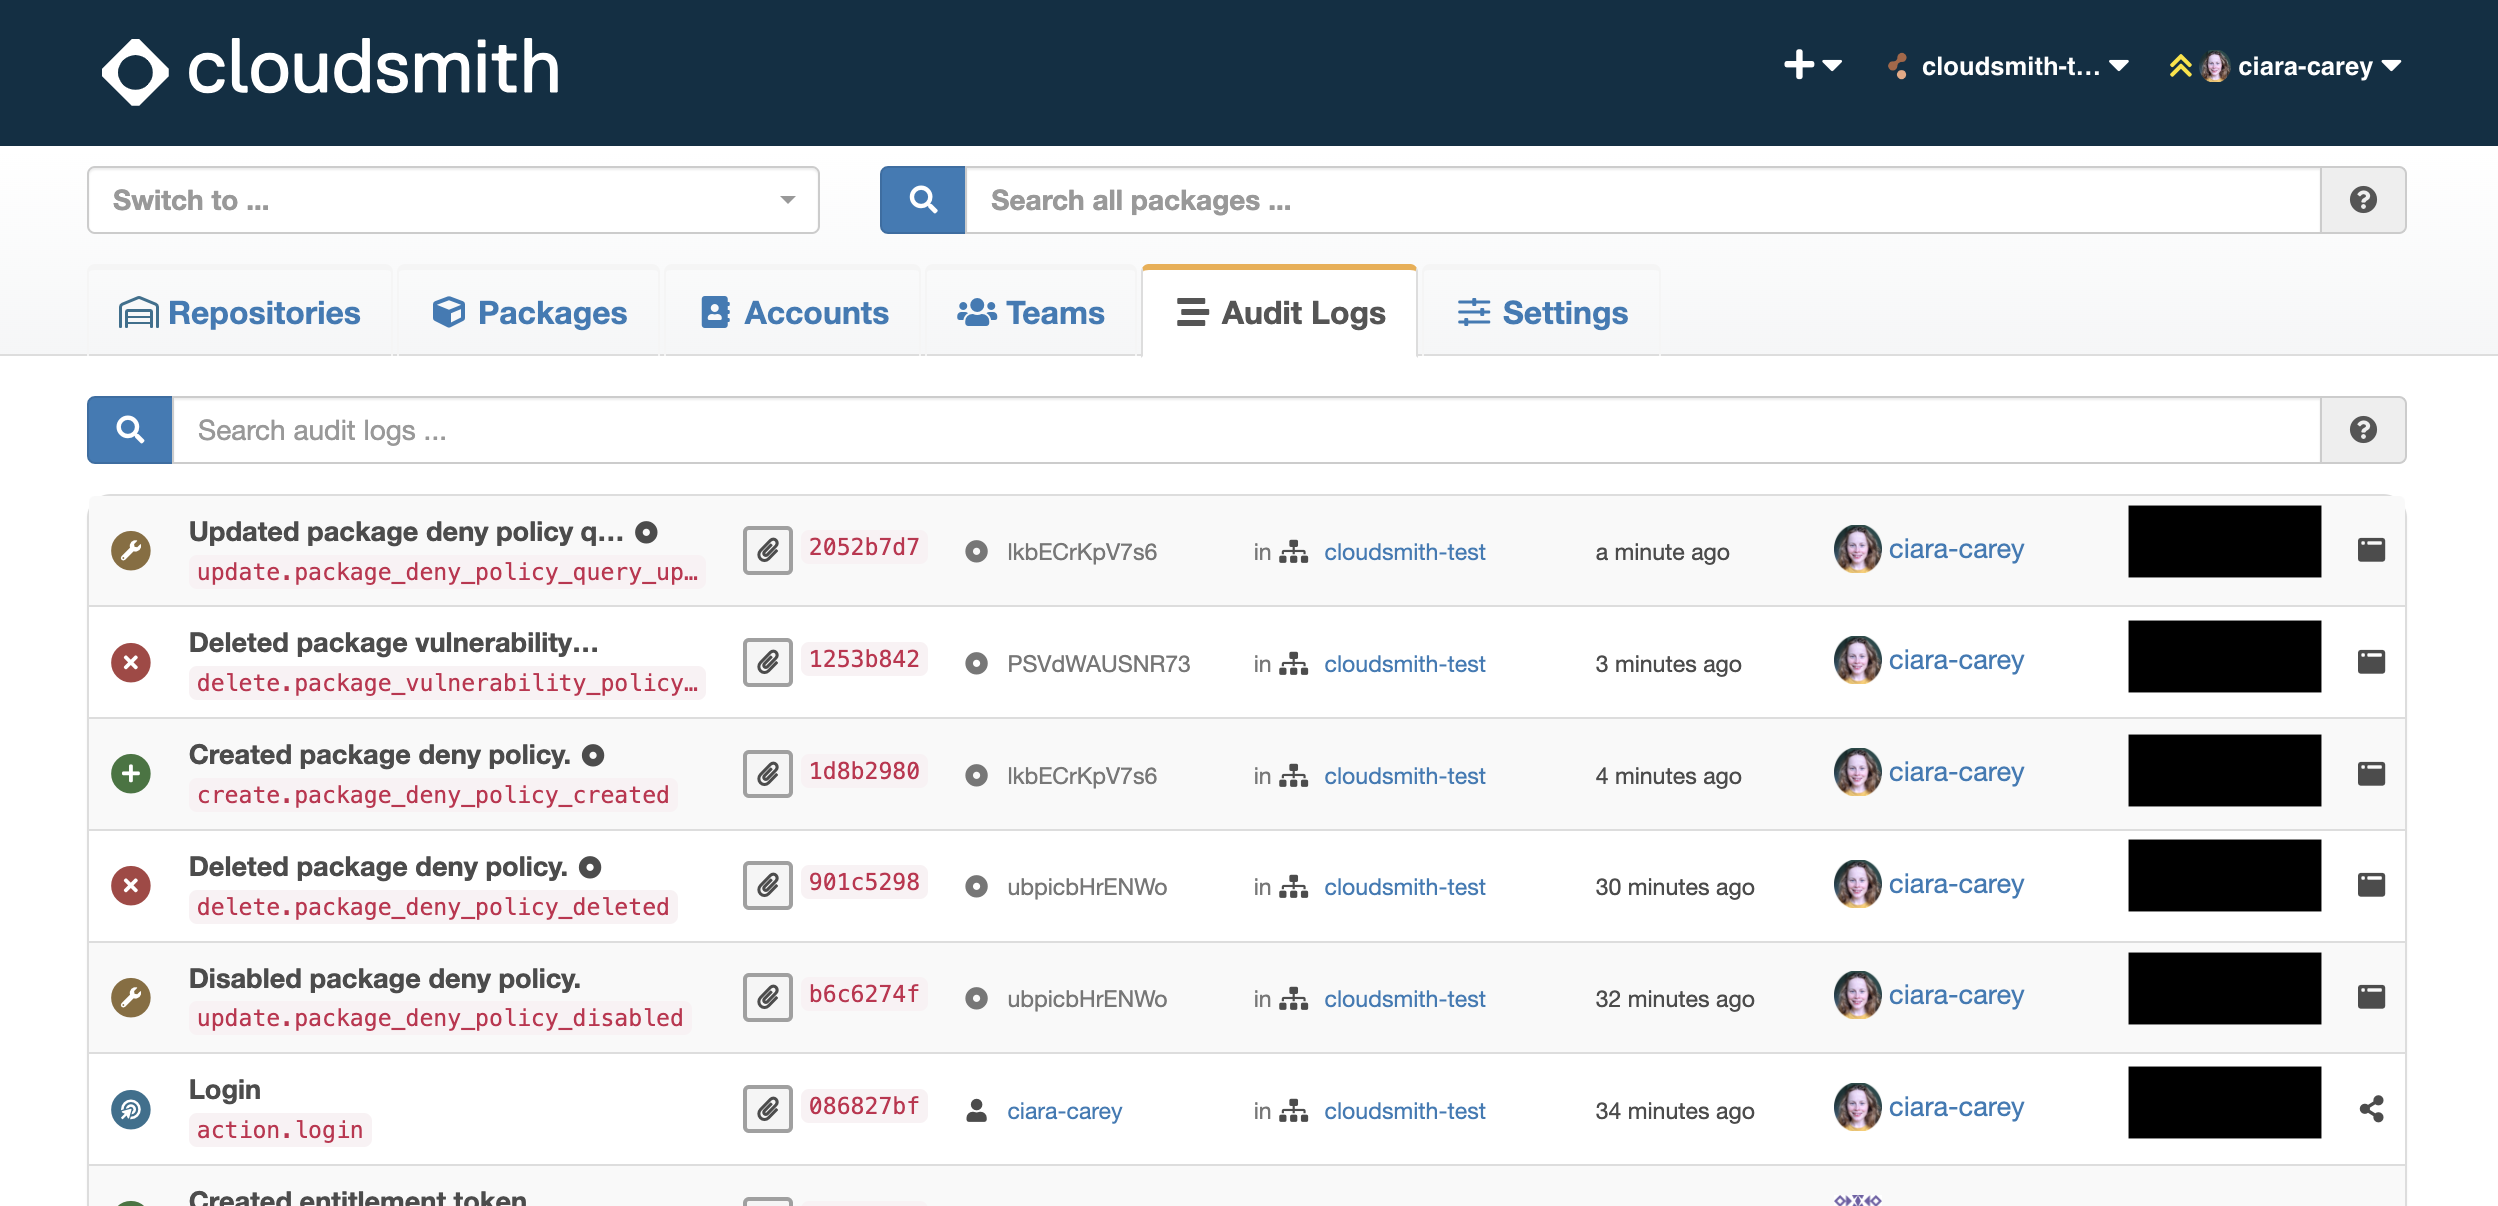 cloudsmith
cloudsmith-t...
ciara-carey
Switch to ...
Search all packages ...
Repositories
Packages
Accounts
Teams
Audit Logs
Settings
Search audit logs ...
Updated package deny policy q...
update.package_deny_policy_query_up…
2052b7d7
lkbECrKpV7s6
in cloudsmith-test
a minute ago
ciara-carey
Deleted package vulnerability...
delete.package_vulnerability_policy…
1253b842
PSVdWAUSNR73
in cloudsmith-test
3 minutes ago
ciara-carey
Created package deny policy.
create.package_deny_policy_created
1d8b2980
lkbECrKpV7s6
in cloudsmith-test
4 minutes ago
ciara-carey
Deleted package deny policy.
delete.package_deny_policy_deleted
901c5298
ubpicbHrENWo
in cloudsmith-test
30 minutes ago
ciara-carey
Disabled package deny policy.
update.package_deny_policy_disabled
b6c6274f
ubpicbHrENWo
in cloudsmith-test
32 minutes ago
ciara-carey
Login
action.login
086827bf
ciara-carey
in cloudsmith-test
34 minutes ago
ciara-carey
Created entitlement token